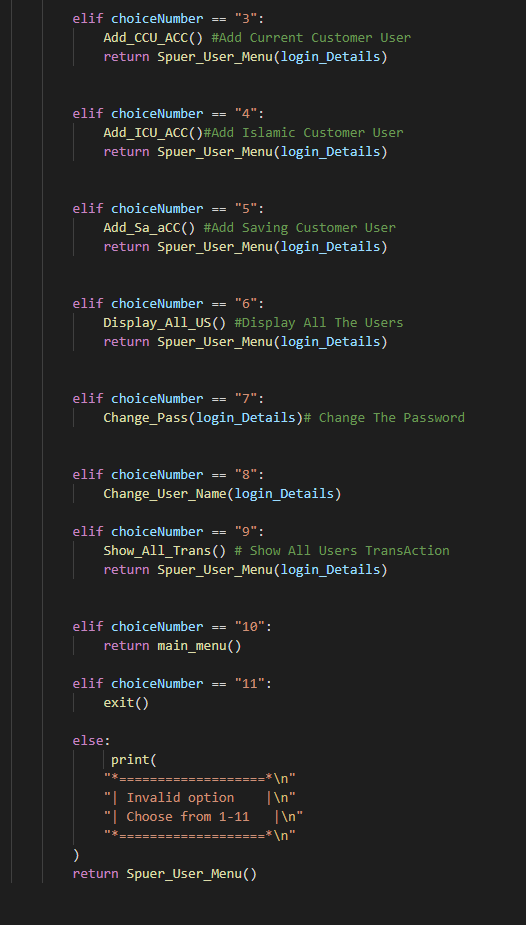 elif choiceNumber == "3":
Add_CCU_ACC() #Add Current Customer User
return Spuer_User_Menu(login_Details)
elif choiceNumber == "4":
Add_ICU_ACC()#Add Islamic Customer User
return Spuer_User_Menu(login_Details)
elif choiceNumber == "5":
Add_Sa_aCC() #Add Saving Customer User
return Spuer_User_Menu(login_Details)
elif choiceNumber == "6":
Display_All_US() #Display All The Users
return Spuer_User_Menu(login_Details)
elif choiceNumber == "7":
Change_Pass(login_Details)# Change The Password
elif choiceNumber == "8":
Change_User_Name(login_Details)
elif choiceNumber == "9":
Show_All_Trans() # Show All Users TransAction
return Spuer_User_Menu(login_Details)
elif choiceNumber == "10":
return main_menu()
elif choiceNumber == "11":
exit()
else:
print(
"*===================*\n"
"| Invalid option    |\n"
"| Choose from 1-11   |\n"
"*===================*\n"
)
return Spuer_User_Menu()